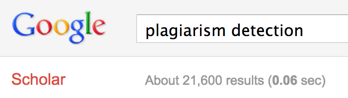 Google
plagiarism detection
Scholar
About 21,600 results (0.06 sec)